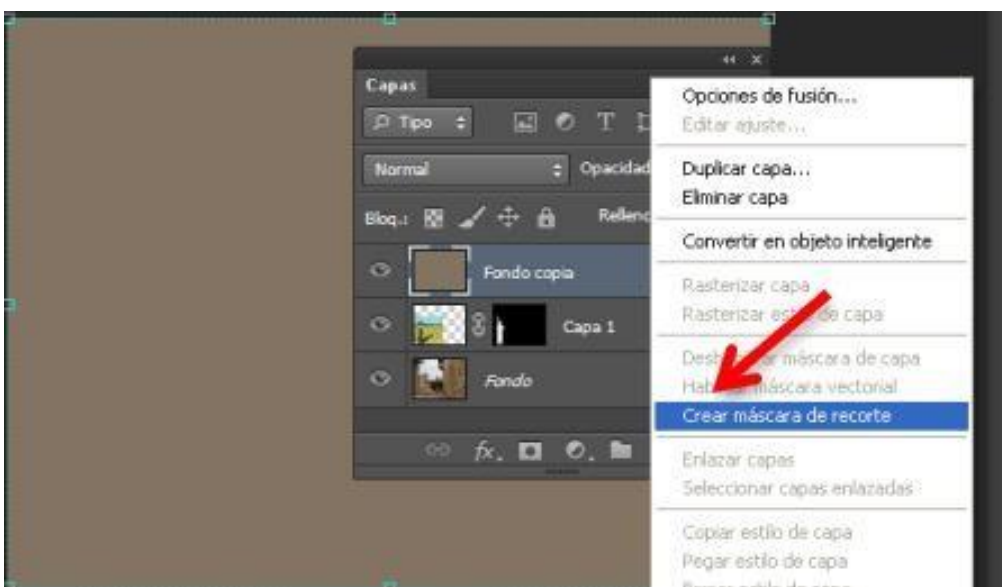 Capas
Tipo
T
Normal
Opacidad
Bloq.:
Fondo copia
Capa 1
Fondo
fx.
Opciones de fusión...
Editar ajuste...
Duplicar capa...
Eliminar capa
Convertir en objeto inteligente
Rasterizar capa
Rasterizar de capa
máscara de capa
máscara vectorial
Crear máscara de recorte
Enlazar capas
Seleccionar capas enlazadas
Copiar estilo de capa
Pegar estilo de capa